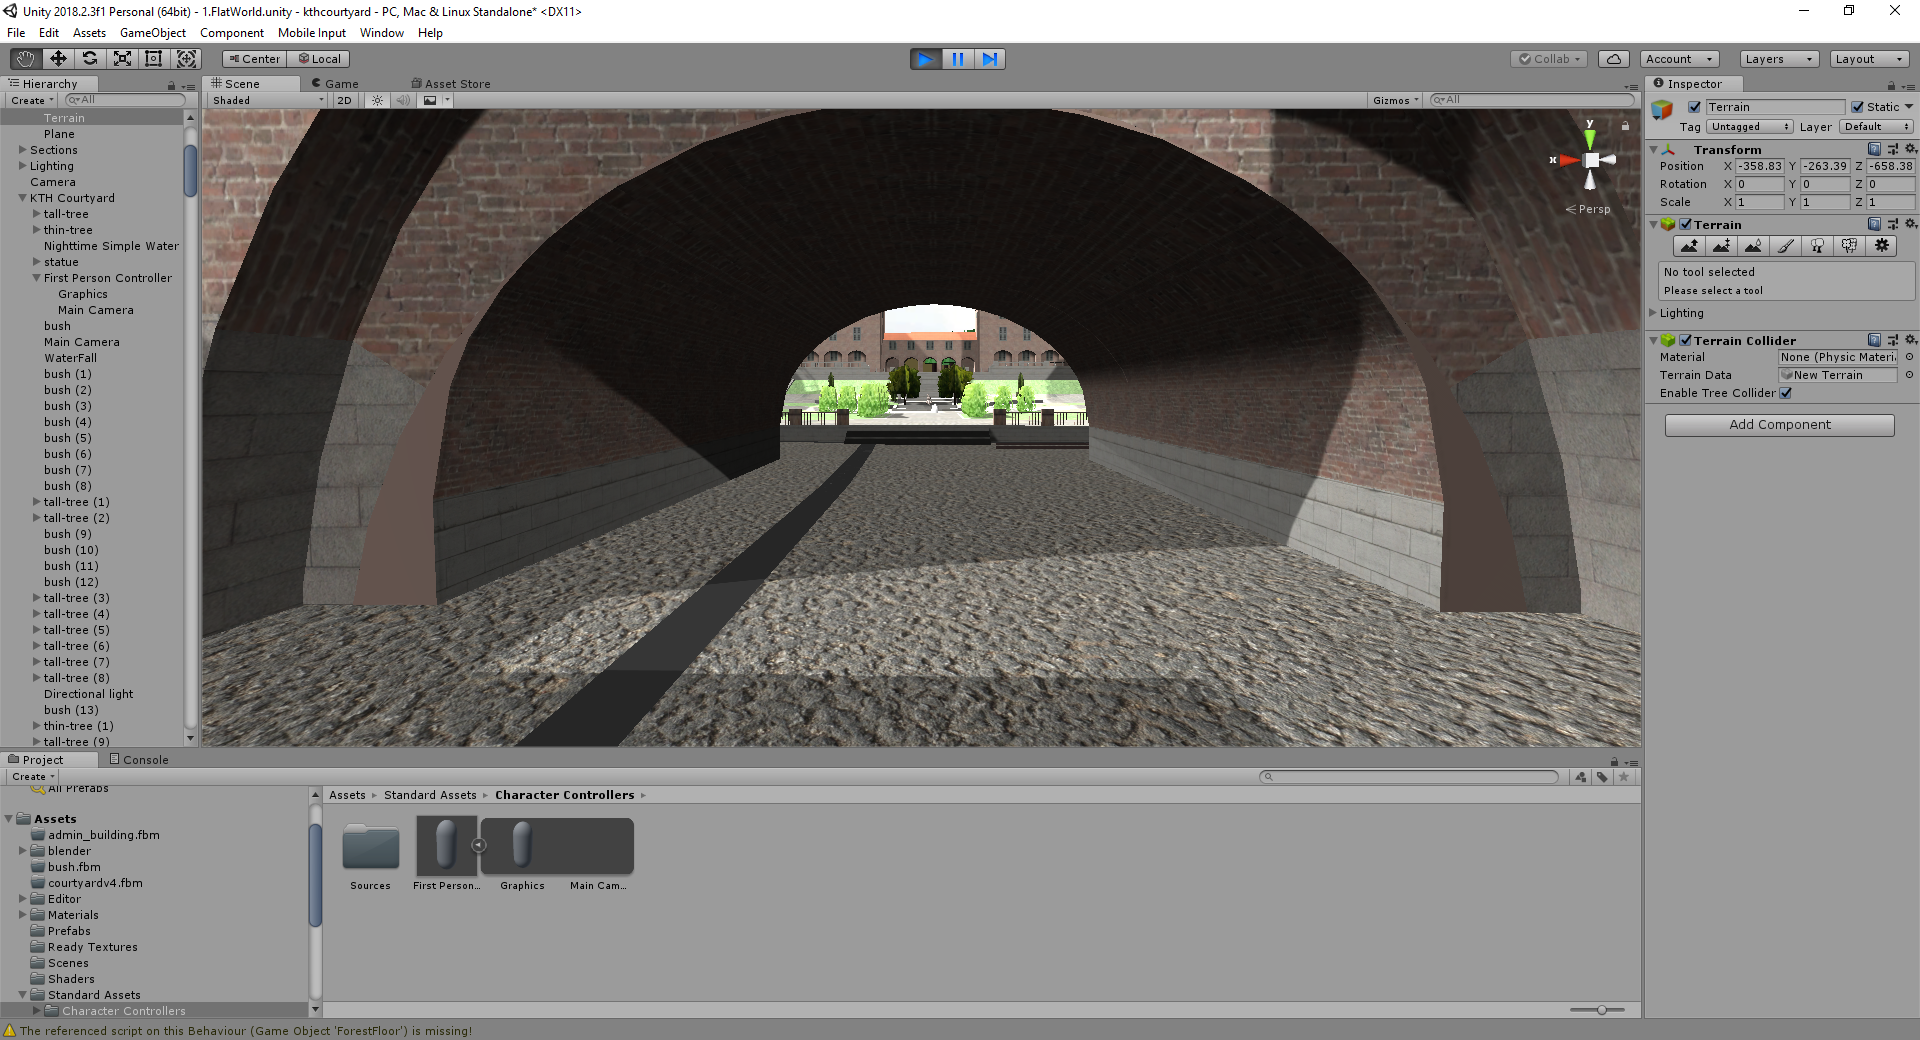 Unity 2018.2.3f1 Personal (64bit) - 1.FlatWorld.unity - kthcourtyard - PC, Mac & Linux Standalone* <DX11>
File Edit Assets GameObject Component Mobile Input Window Help
Center Local Collab Account Layers Layout
Hierarchy
Create All
Terrain
Plane
Sections
Lighting
Camera
KTH Courtyard
tall-tree
thin-tree
Nighttime Simple Water
statue
First Person Controller
Graphics
Main Camera
bush
Main Camera
WaterFall
bush (1)
bush (2)
bush (3)
bush (4)
bush (5)
bush (6)
bush (7)
bush (8)
tall-tree (1)
tall-tree (2)
bush (9)
bush (10)
bush (11)
bush (12)
tall-tree (3)
tall-tree (4)
tall-tree (5)
tall-tree (6)
tall-tree (7)
tall-tree (8)
Directional light
bush (13)
thin-tree (1)
tall-tree (9)
Scene Game Asset Store
Shaded 2D Gizmos All
y
x
Persp
Inspector
Terrain Static
Tag Untagged Layer Default
Transform
Position X -358.83 Y -263.39 Z -658.38
Rotation X 0 Y 0 Z 0
Scale X 1 Y 1 Z 1
Terrain
No tool selected
Please select a tool
Lighting
Terrain Collider
Material None (Physic Materi
Terrain Data New Terrain
Enable Tree Collider
Add Component
Project Console
Create
All Prefabs
Assets
admin_building.fbm
blender
bush.fbm
courtyardv4.fbm
Editor
Materials
Prefabs
Ready Textures
Scenes
Shaders
Standard Assets
Character Controllers
Assets Standard Assets Character Controllers
Sources First Person... Graphics Main Cam...
The referenced script on this Behaviour (Game Object 'ForestFloor') is missing!